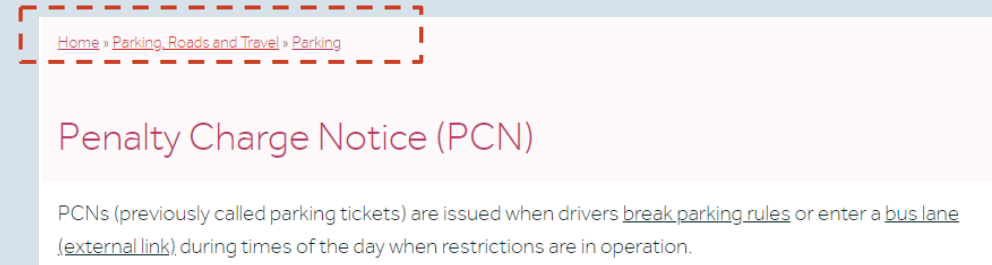 Home » Parking, Roads and Travel » Parking
Penalty Charge Notice (PCN)
PCNs (previously called parking tickets) are issued when drivers break parking rules or enter a bus lane
(external link) during times of the day when restrictions are in operation.